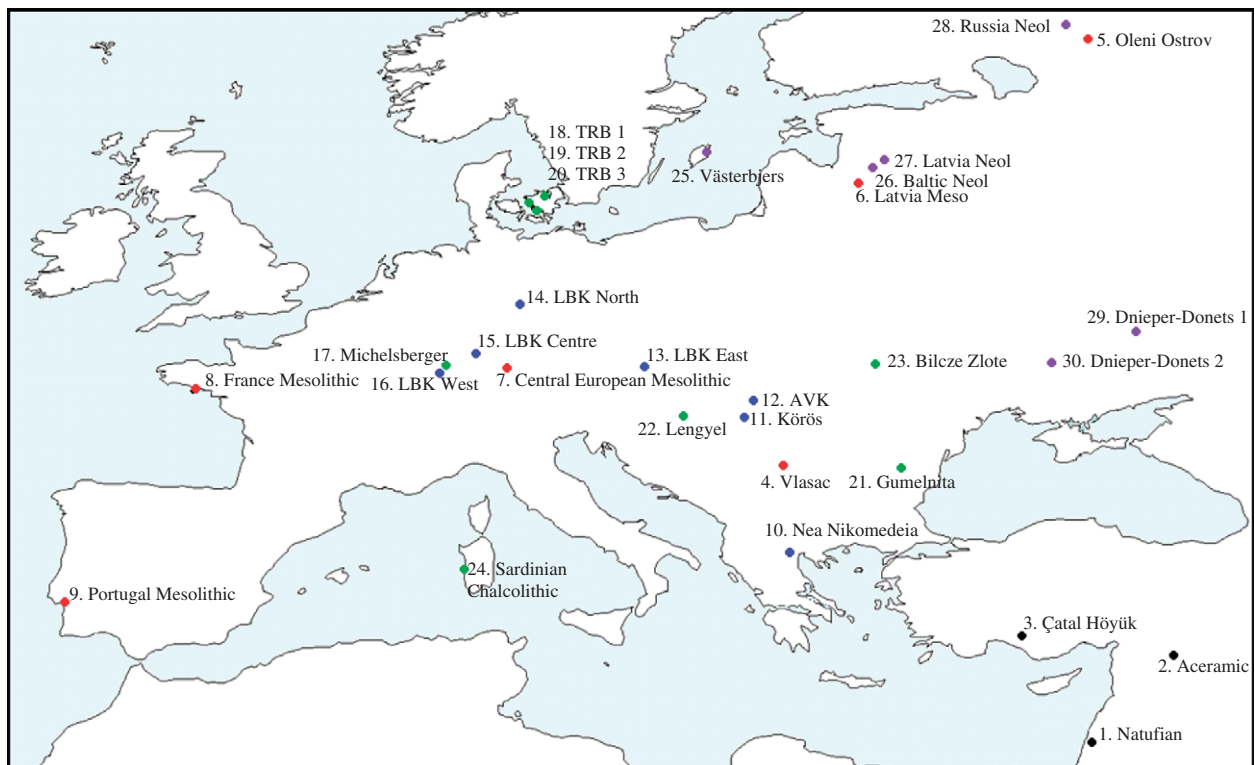 28. Russia Neol
5. Oleni Ostrov
18. TRB 1
19. TRB 2
20. TRB 3
25. Västerbjers
27. Latvia Neol
26. Baltic Neol
6. Latvia Meso
14. LBK North
29. Dnieper-Donets 1
15. LBK Centre
17. Michelsberger
13. LBK East
23. Bilcze Zlote
30. Dnieper-Donets 2
8. France Mesolithic
16. LBK West
7. Central European Mesolithic
12. AVK
11. Körös
22. Lengyel
4. Vlasac
21. Gumelnita
10. Nea Nikomedeia
24. Sardinian
Chalcolithic
9. Portugal Mesolithic
3. Çatal Höyük
2. Aceramic
1. Natufian